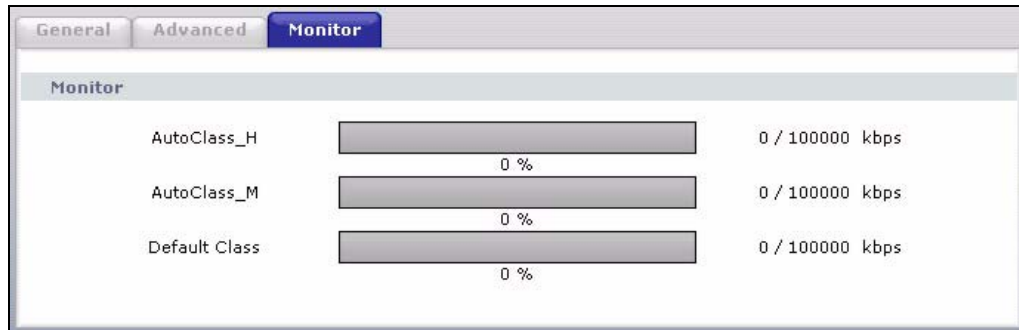 General Advanced Monitor
Monitor
AutoClass_H 0 / 100000 kbps
0 %
AutoClass_M 0 / 100000 kbps
0 %
Default Class 0 / 100000 kbps
0 %